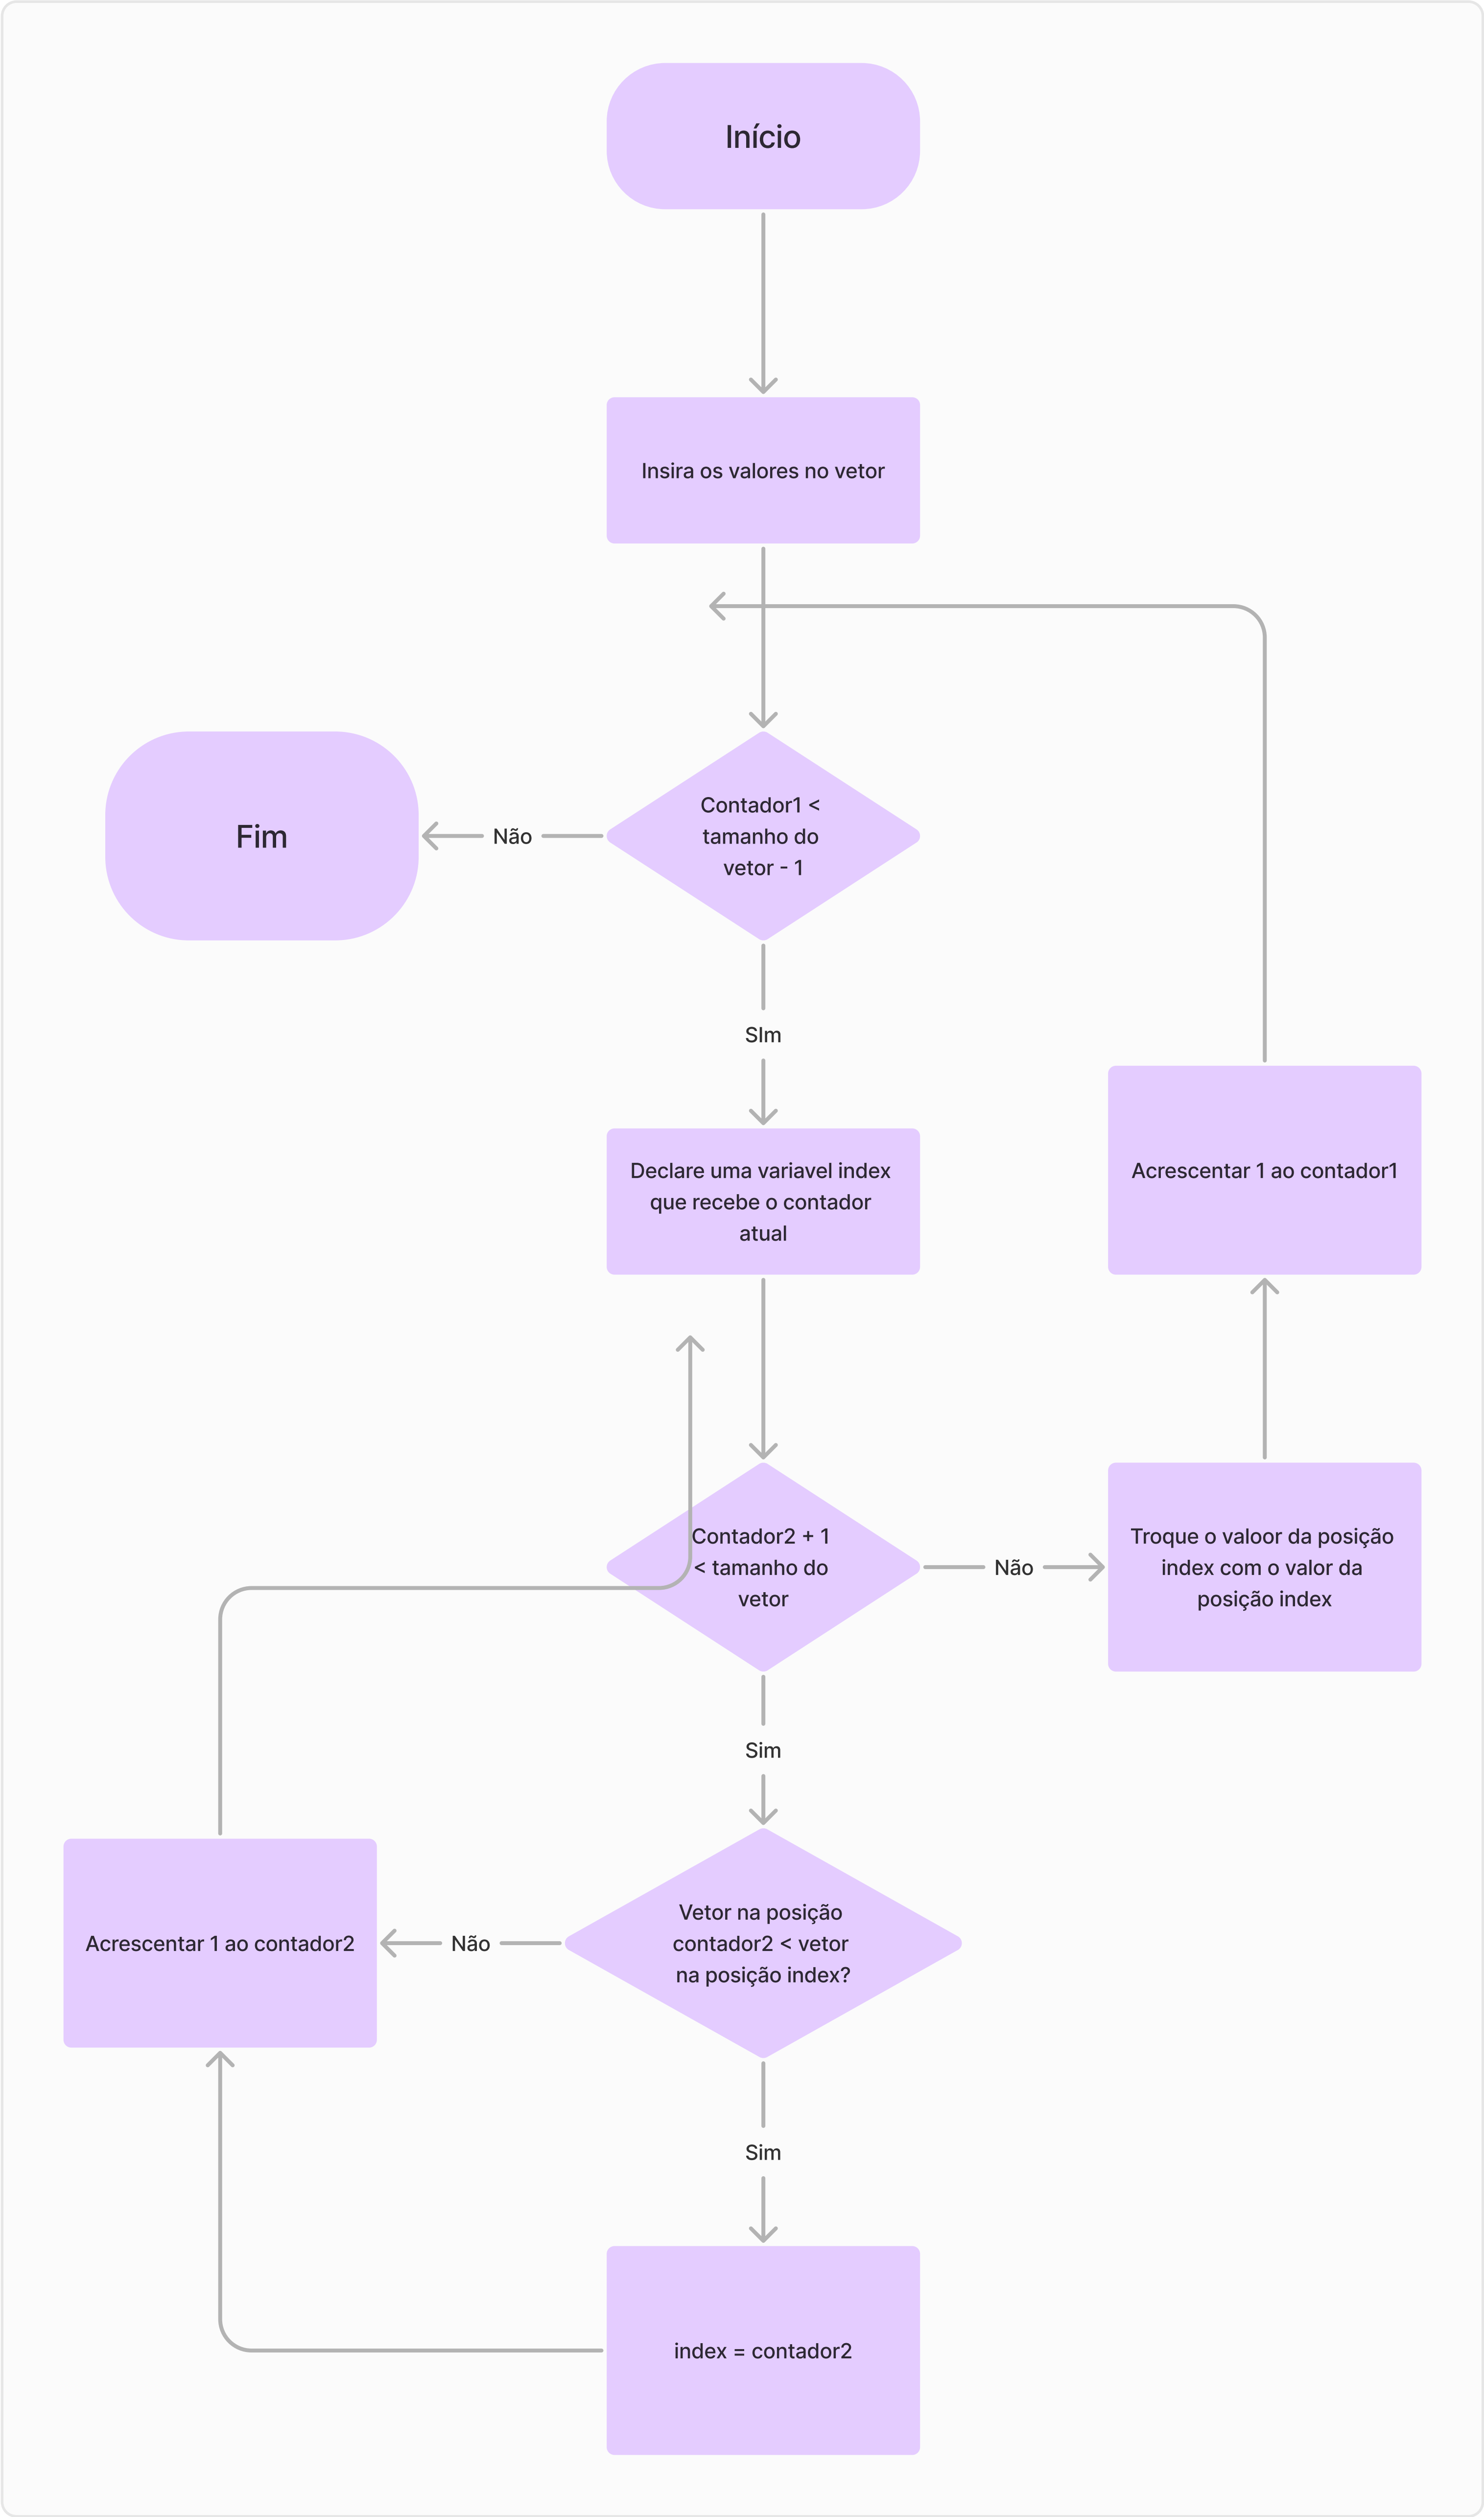 Início
Insira os valores no vetor
Contador1 <
tamanho do
vetor - 1
Não
Fim
SIm
Declare uma variavel index
que recebe o contador
atual
Acrescentar 1 ao contador1
Contador2 + 1
< tamanho do
vetor
Não
Troque o valoor da posição
index com o valor da
posição index
Sim
Vetor na posição
contador2 < vetor
na posição index?
Não
Acrescentar 1 ao contador2
Sim
index = contador2